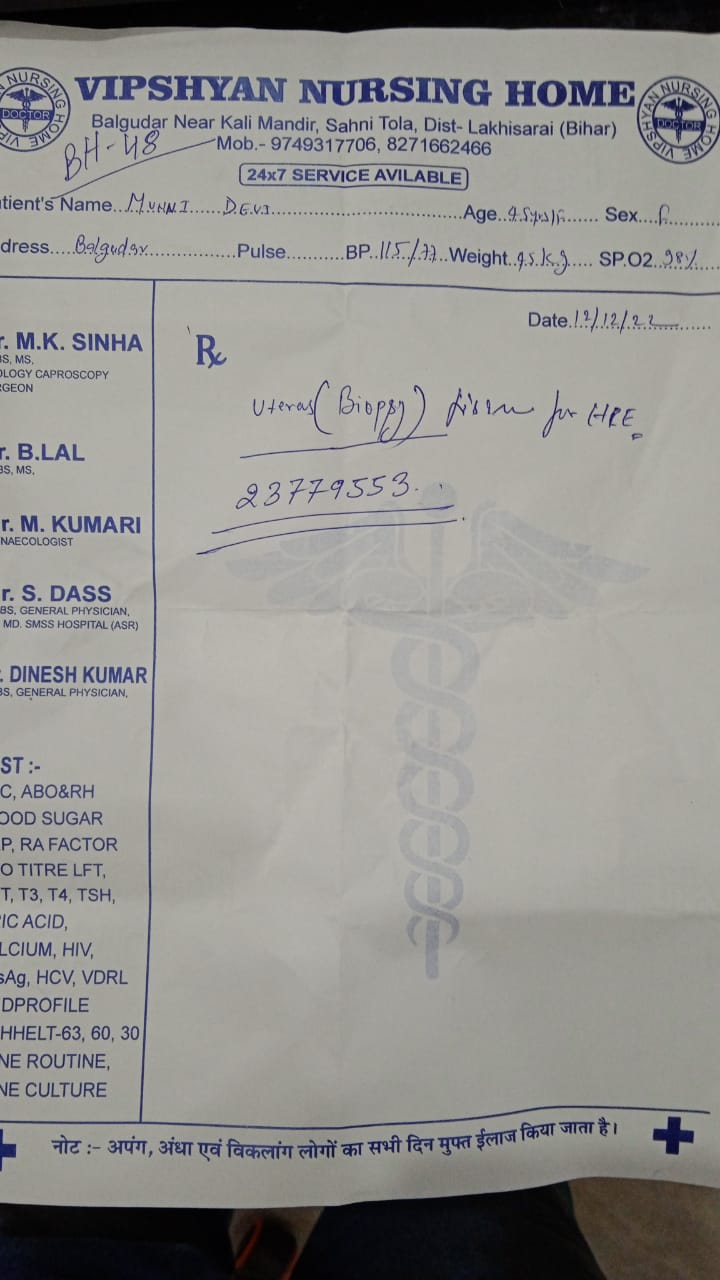 VIPSHYAN NURSING HOME
Balgudar Near Kali Mandir, Sahni Tola, Dist- Lakhisarai (Bihar)
BH-48
Mob.- 9749317706, 8271662466
24x7 SERVICE AVILABLE
tient's Name.. MUNNI DEVI Age.. Sex.. F
dress.... Balgudar Pulse BP.. 115/77 Weight.. 45 kg SP.O2.. 98%
Date. 12/12/22
Rx
r. M.K. SINHA
BS, MS,
OLOGY CAPROSCOPY
RGEON
Uterus (Biopsy) for HPE
23779553
r. B.LAL
BS, MS,
r. M. KUMARI
NAECOLOGIST
r. S. DASS
BS, GENERAL PHYSICIAN,
MD. SMSS HOSPITAL (ASR)
. DINESH KUMAR
BS, GENERAL PHYSICIAN,
ST :-
C, ABO&RH
OOD SUGAR
P, RA FACTOR
O TITRE LFT,
T, T3, T4, TSH,
RIC ACID,
LCIUM, HIV,
sAg, HCV, VDRL
DPROFILE
HHELT-63, 60, 30
NE ROUTINE,
NE CULTURE
नोट :- अपंग, अंधा एवं विकलांग लोगों का सभी दिन मुफ्त ईलाज किया जाता है।